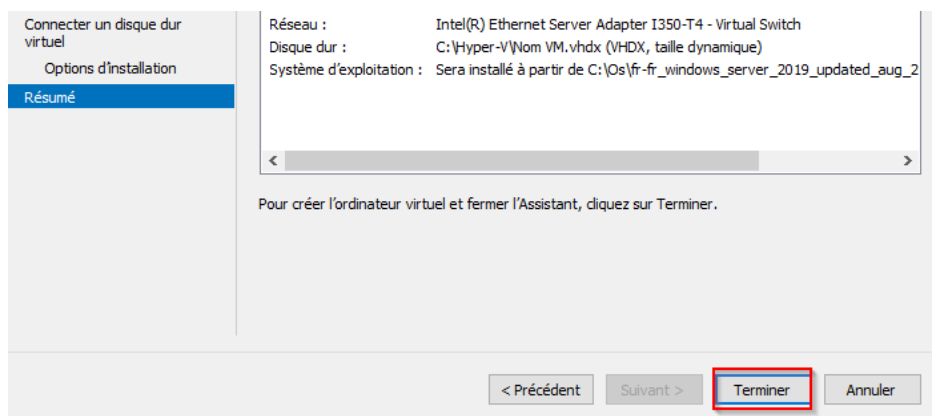 Connecter un disque dur
virtuel
Options d'installation
Résumé
Réseau : Intel(R) Ethernet Server Adapter I350-T4 - Virtual Switch
Disque dur : C:\Hyper-V\Nom VM.vhdx (VHDX, taille dynamique)
Système d'exploitation : Sera installé à partir de C:\Os\fr-fr_windows_server_2019_updated_aug_2
Pour créer l'ordinateur virtuel et fermer l'Assistant, cliquez sur Terminer.
< Précédent Suivant > Terminer Annuler